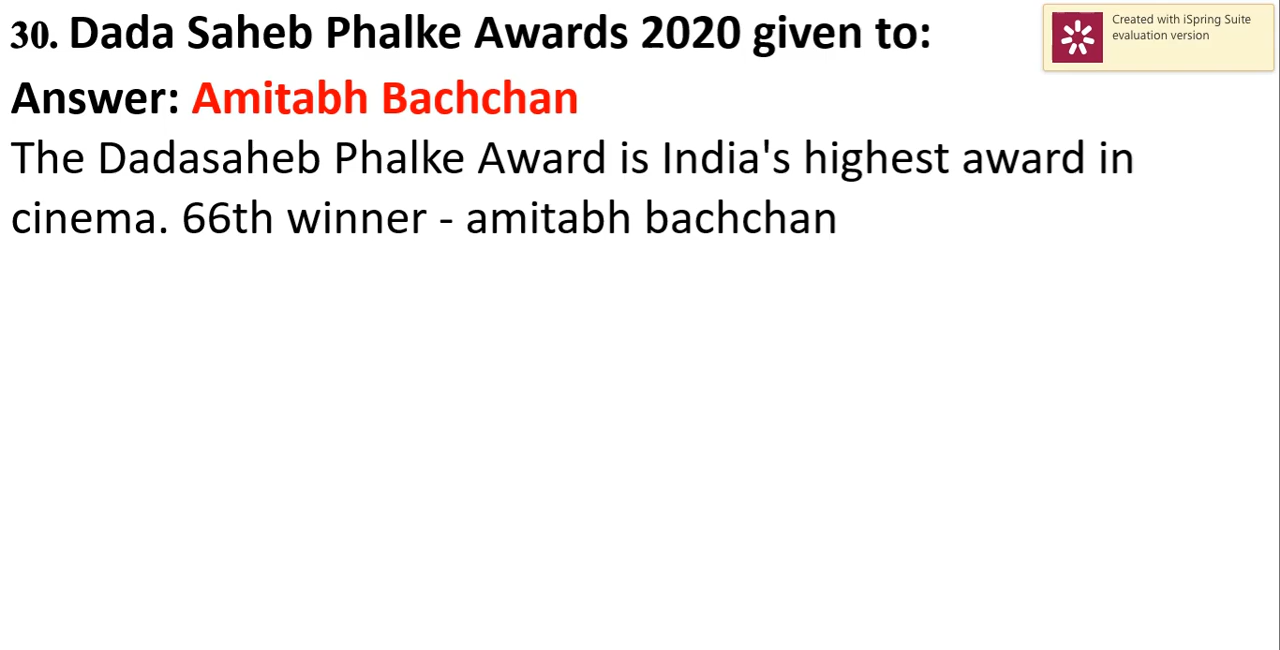 30. Dada Saheb Phalke Awards 2020 given to:
Created with iSpring Suite
evaluation version
Answer: Amitabh Bachchan
The Dadasaheb Phalke Award is India's highest award in
cinema. 66th winner - amitabh bachchan